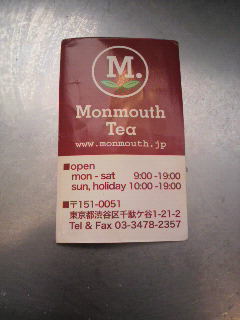 M.
Monmouth
Tea
www.monmouth.jp
■open
mon - sat 9:00 -19:00
sun, holiday 10:00 -19:00
■〒151-0051
東京都渋谷区千駄ケ谷1-21-2
Tel & Fax 03-3478-2357